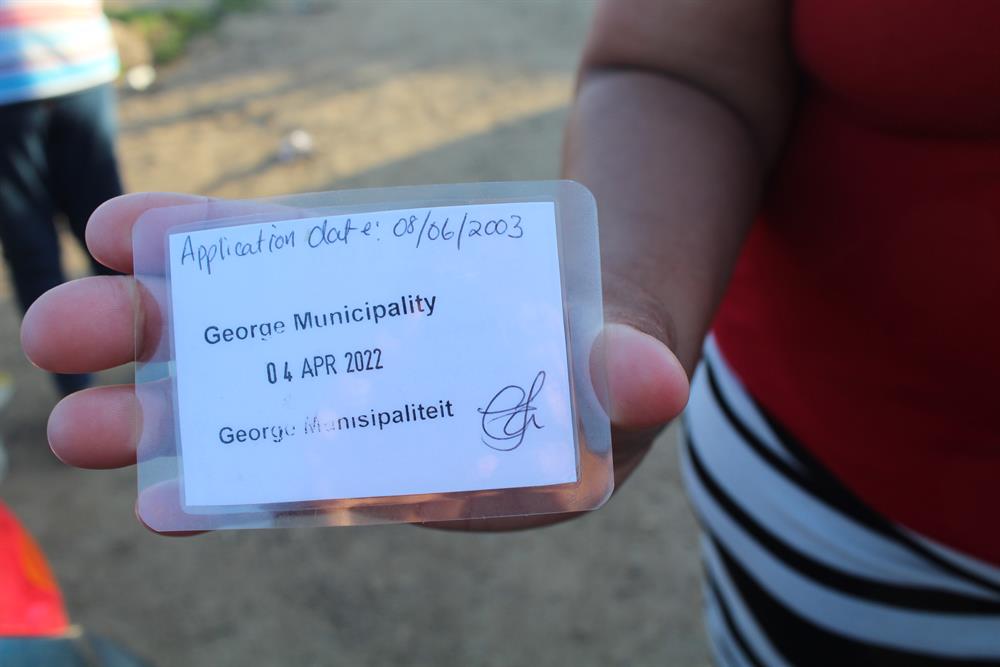 Application date: 08/06/2003
George Municipality
04 APR 2022
George Munisipaliteit